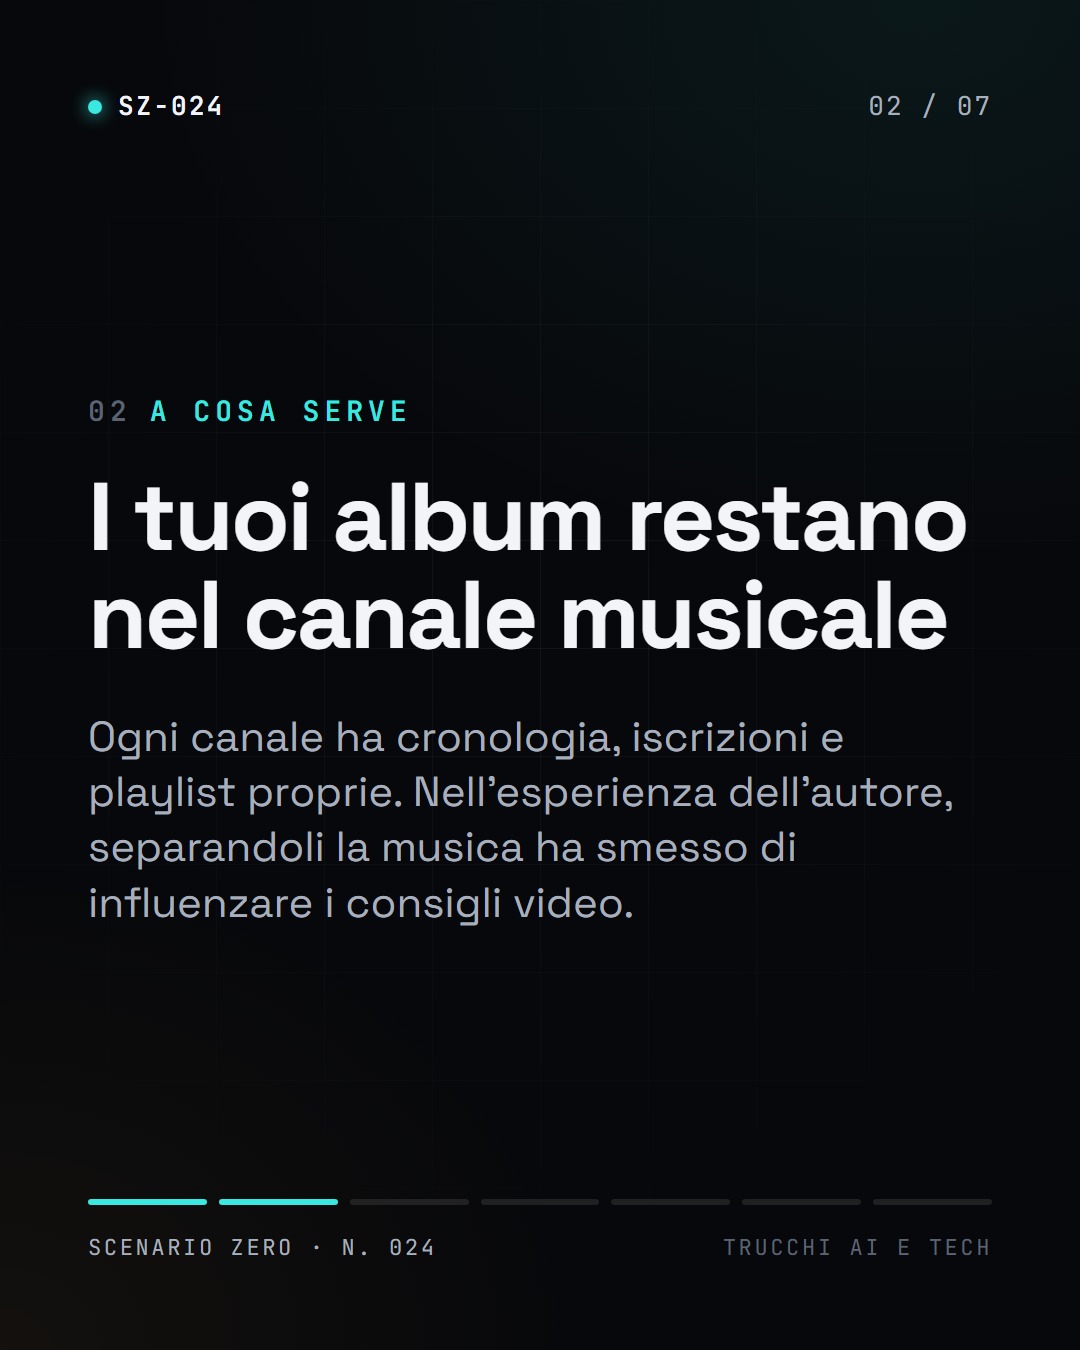 SZ-024
02 / 07
02 A COSA SERVE
I tuoi album restano
nel canale musicale
Ogni canale ha cronologia, iscrizioni e
playlist proprie. Nell’esperienza dell’autore,
separandoli la musica ha smesso di
influenzare i consigli video.
SCENARIO ZERO · N. 024
TRUCCHI AI E TECH